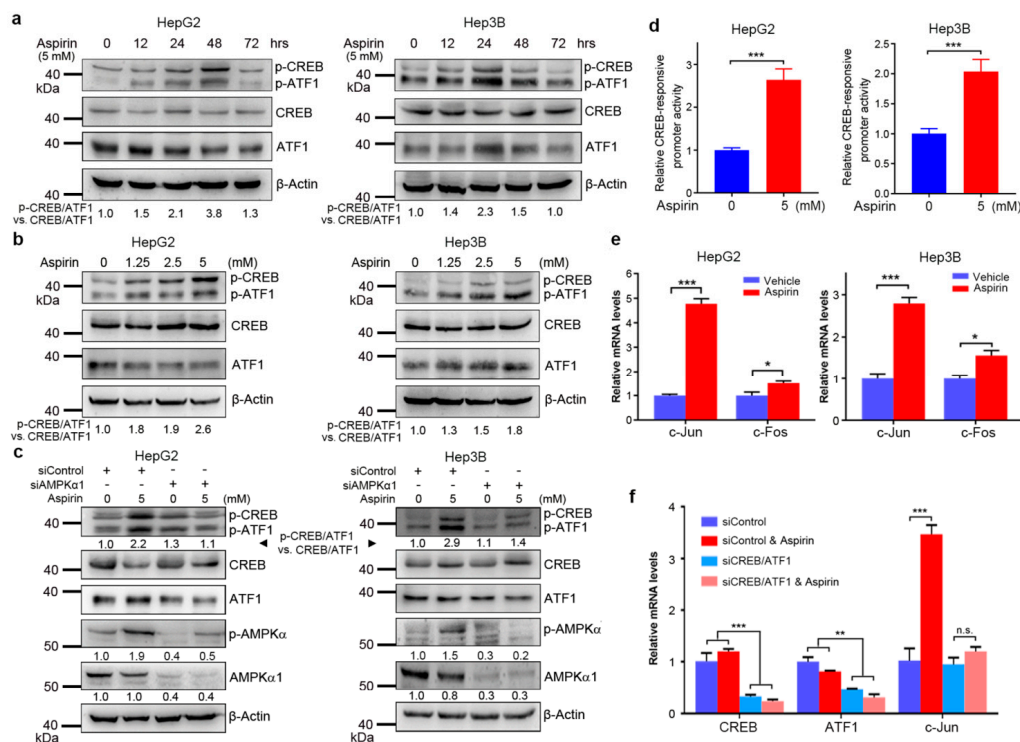 a
HepG2
Aspirin 0 12 24 48 72 hrs
(5 mM)
40
kDa
p-CREB
p-ATF1
40
CREB
40
ATF1
40
β-Actin
p-CREB/ATF1
vs. CREB/ATF1
1.0 1.5 2.1 3.8 1.3
Hep3B
Aspirin 0 12 24 48 72 hrs
(5 mM)
40
kDa
p-CREB
p-ATF1
40
CREB
40
ATF1
40
β-Actin
p-CREB/ATF1
vs. CREB/ATF1
1.0 1.4 2.3 1.5 1.0
b
HepG2
Aspirin 0 1.25 2.5 5 (mM)
40
kDa
p-CREB
p-ATF1
40
CREB
40
ATF1
40
β-Actin
p-CREB/ATF1
vs. CREB/ATF1
1.0 1.8 1.9 2.6
Hep3B
Aspirin 0 1.25 2.5 5 (mM)
40
kDa
p-CREB
p-ATF1
40
CREB
40
ATF1
40
β-Actin
p-CREB/ATF1
vs. CREB/ATF1
1.0 1.3 1.5 1.8
c
HepG2
siControl + + - -
siAMPKα1 - - + +
Aspirin 0 5 0 5 (mM)
40
p-CREB
p-ATF1
1.0 2.2 1.3 1.1
◄ p-CREB/ATF1 ►
vs. CREB/ATF1
40
CREB
40
ATF1
50
p-AMPKα
1.0 1.9 0.4 0.5
50
AMPKα1
1.0 1.0 0.4 0.4
40
kDa
β-Actin
Hep3B
siControl + + - -
siAMPKα1 - - + +
Aspirin 0 5 0 5 (mM)
40
p-CREB
p-ATF1
1.0 2.9 1.1 1.4
40
CREB
40
ATF1
50
p-AMPKα
1.0 1.5 0.3 0.2
50
AMPKα1
1.0 0.8 0.3 0.3
40
kDa
β-Actin
d
HepG2
Relative CREB-responsive
promoter activity
4
3
2
1
0
***
Aspirin 0 5 (mM)
Hep3B
Relative CREB-responsive
promoter activity
2.5
2.0
1.5
1.0
0.5
0.0
***
Aspirin 0 5 (mM)
e
HepG2
Relative mRNA levels
6
5
4
3
2
1
0
Vehicle
Aspirin
***
*
c-Jun c-Fos
Hep3B
Relative mRNA levels
4
3
2
1
0
Vehicle
Aspirin
***
*
c-Jun c-Fos
f
Relative mRNA levels
4
3
2
1
0
siControl
siControl & Aspirin
siCREB/ATF1
siCREB/ATF1 & Aspirin
***
**
***
n.s.
CREB ATF1 c-Jun